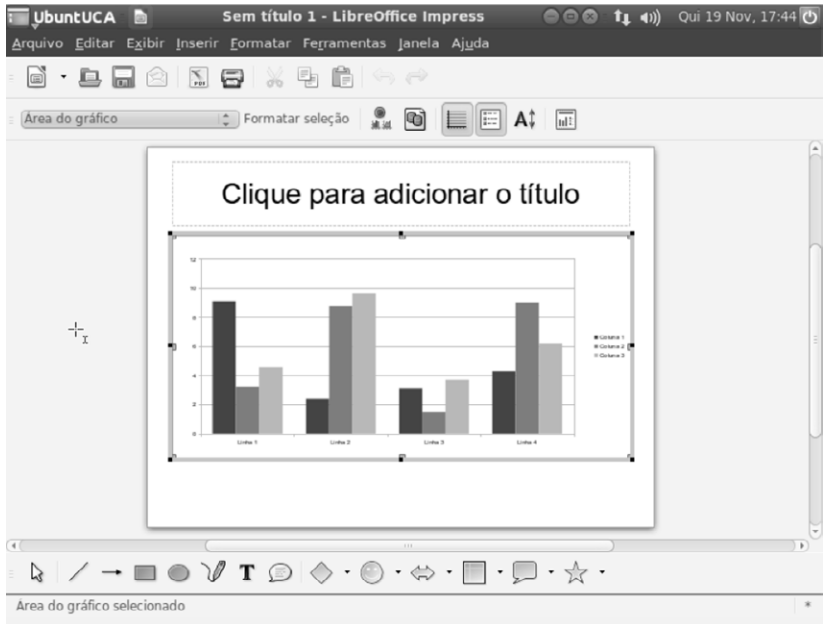 UbuntUCA Sem título 1 - LibreOffice Impress Qui 19 Nov, 17:44
Arquivo Editar Exibir Inserir Formatar Ferramentas Janela Ajuda
PDF
Área do gráfico Formatar seleção A
Clique para adicionar o título
12
10
8
6
4
2
0
Coluna 1
Coluna 2
Coluna 3
Linha 1 Linha 2 Linha 3 Linha 4
T
Área do gráfico selecionado *